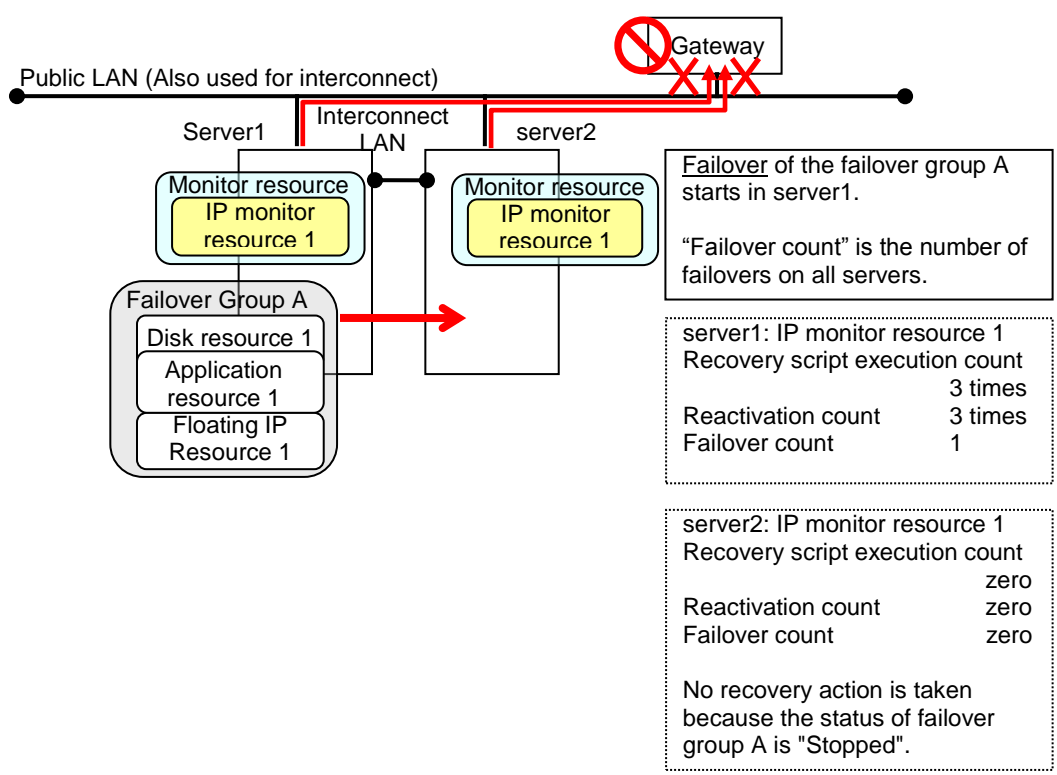 Gateway
Public LAN (Also used for interconnect)
Server1
Interconnect
LAN
server2
Monitor resource
IP monitor
resource 1
Monitor resource
IP monitor
resource 1
Failover Group A
Disk resource 1
Application
resource 1
Floating IP
Resource 1
Failover of the failover group A
starts in server1.
“Failover count” is the number of
failovers on all servers.
server1: IP monitor resource 1
Recovery script execution count
3 times
Reactivation count 3 times
Failover count 1
server2: IP monitor resource 1
Recovery script execution count
zero
Reactivation count zero
Failover count zero
No recovery action is taken
because the status of failover
group A is "Stopped".